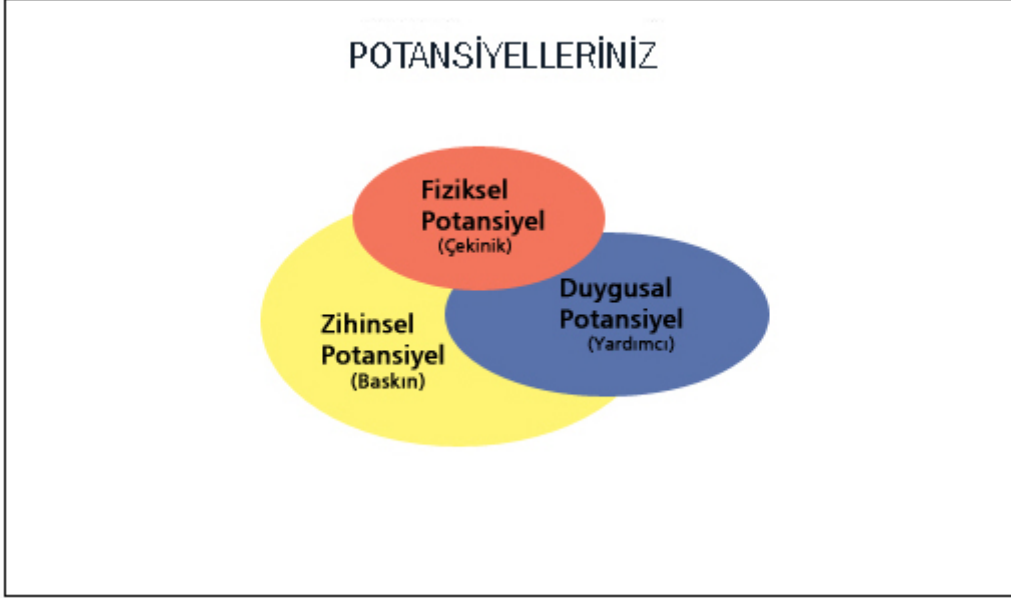 POTANSİYELLERİNİZ
Fiziksel
Potansiyel
(Çekinik)
Duygusal
Potansiyel
(Yardımcı)
Zihinsel
Potansiyel
(Baskın)